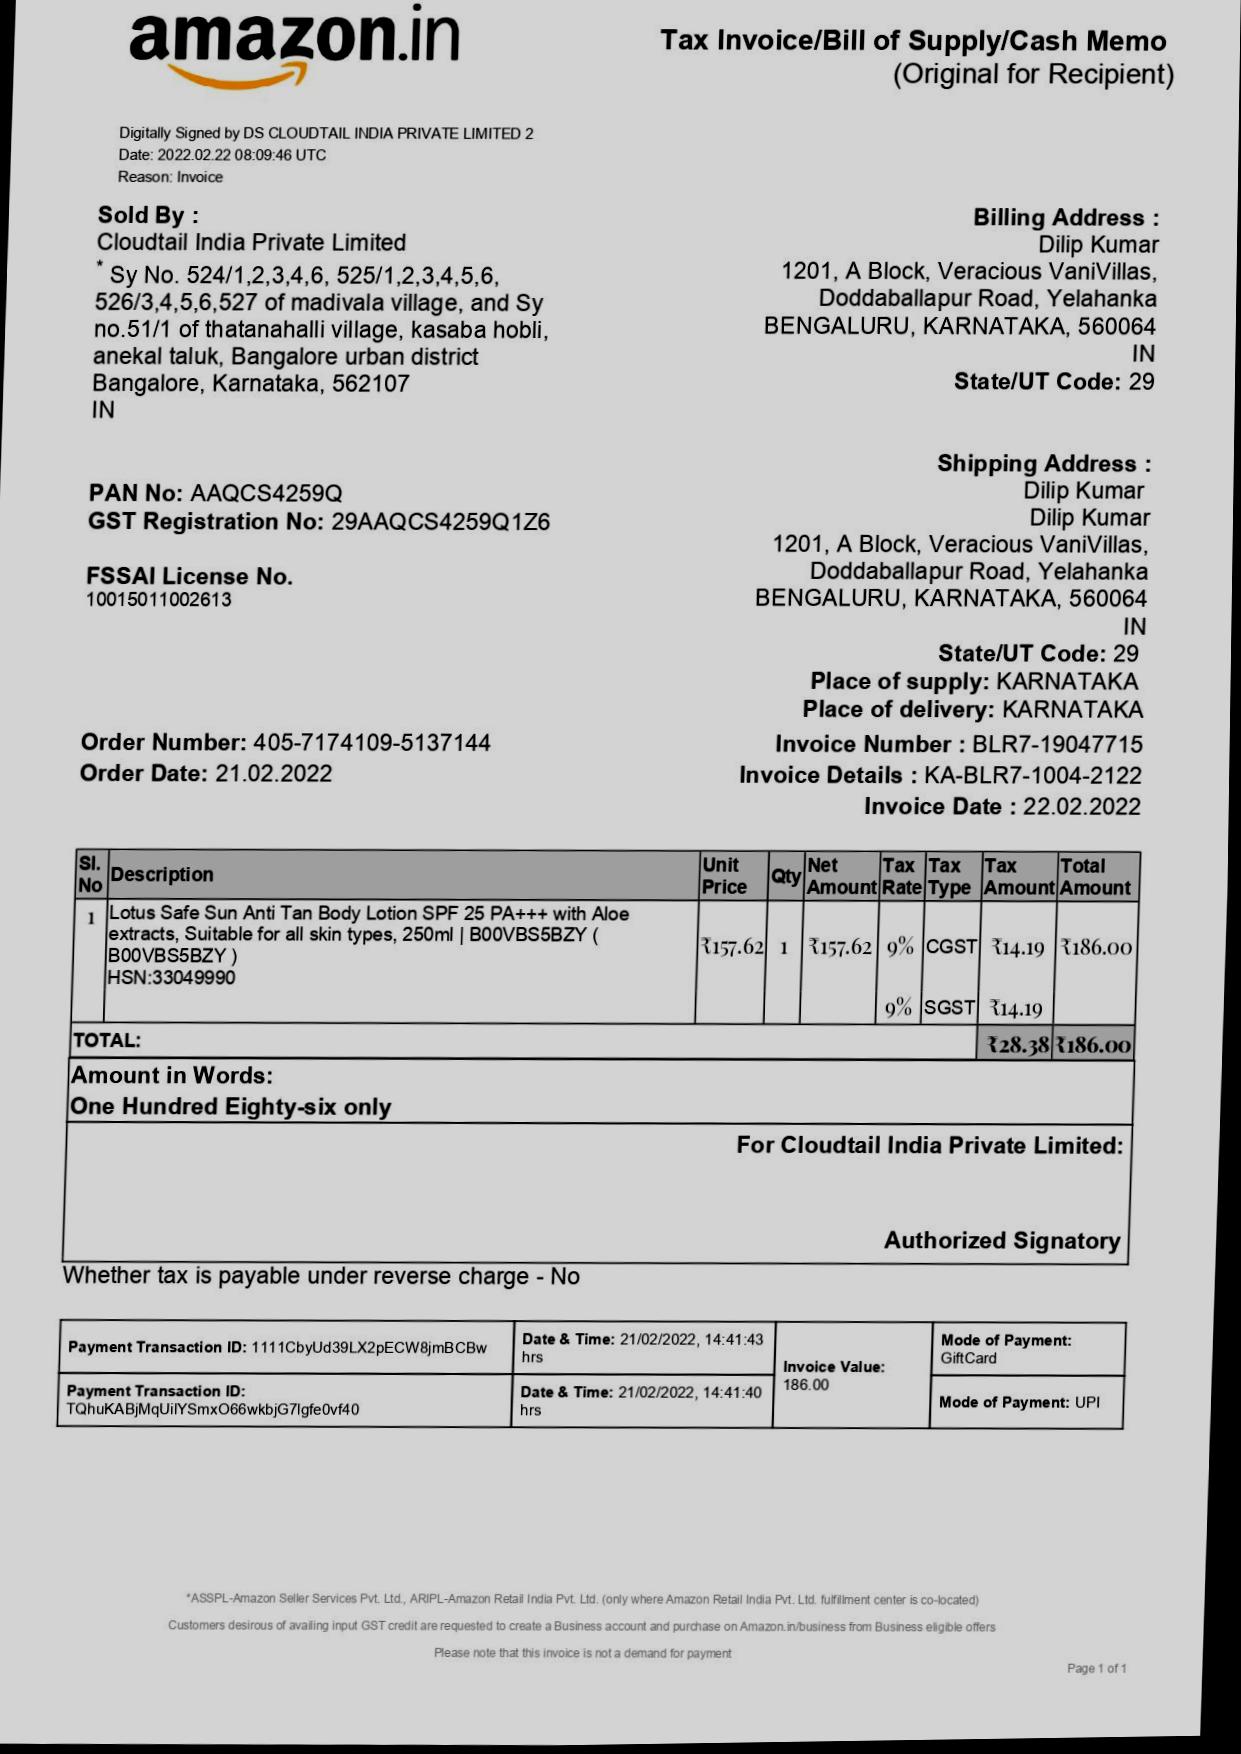 amazon.in
Tax Invoice/Bill of Supply/Cash Memo
(Original for Recipient)
Digitally Signed by DS CLOUDTAIL INDIA PRIVATE LIMITED 2
Date: 2022.02.22 08:09:46 UTC
Reason: Invoice
Sold By :
Cloudtail India Private Limited
* Sy No. 524/1,2,3,4,6, 525/1,2,3,4,5,6,
526/3,4,5,6,527 of madivala village, and Sy
no.51/1 of thatanahalli village, kasaba hobli,
anekal taluk, Bangalore urban district
Bangalore, Karnataka, 562107
IN
Billing Address :
Dilip Kumar
1201, A Block, Veracious VaniVillas,
Doddaballapur Road, Yelahanka
BENGALURU, KARNATAKA, 560064
IN
State/UT Code: 29
PAN No: AAQCS4259Q
GST Registration No: 29AAQCS4259Q1Z6
FSSAI License No.
10015011002613
Shipping Address :
Dilip Kumar
Dilip Kumar
1201, A Block, Veracious VaniVillas,
Doddaballapur Road, Yelahanka
BENGALURU, KARNATAKA, 560064
IN
State/UT Code: 29
Place of supply: KARNATAKA
Place of delivery: KARNATAKA
Order Number: 405-7174109-5137144
Order Date: 21.02.2022
Invoice Number : BLR7-19047715
Invoice Details : KA-BLR7-1004-2122
Invoice Date : 22.02.2022
Sl. No Description Unit Price Qty Net Amount Tax Rate Tax Type Tax Amount Total Amount
1 Lotus Safe Sun Anti Tan Body Lotion SPF 25 PA+++ with Aloe
extracts, Suitable for all skin types, 250ml | B00VBS5BZY (
B00VBS5BZY )
HSN:33049990
₹157.62 1 ₹157.62 9% CGST ₹14.19 ₹186.00
9% SGST ₹14.19
TOTAL: ₹28.38 ₹186.00
Amount in Words:
One Hundred Eighty-six only
For Cloudtail India Private Limited:
Authorized Signatory
Whether tax is payable under reverse charge - No
Payment Transaction ID: 1111CbyUd39LX2pECW8jmBCBw
Date & Time: 21/02/2022, 14:41:43
hrs
Invoice Value:
186.00
Mode of Payment:
GiftCard
Payment Transaction ID:
TQhuKABjMqUilYSmxO66wkbjG7lgfe0vf40
Date & Time: 21/02/2022, 14:41:40
hrs
Mode of Payment: UPI
*ASSPL-Amazon Seller Services Pvt. Ltd., ARIPL-Amazon Retail India Pvt. Ltd. (only where Amazon Retail India Pvt. Ltd. fulfillment center is co-located)
Customers desirous of availing input GST credit are requested to create a Business account and purchase on Amazon.in/business from Business eligible offers
Please note that this invoice is not a demand for payment
Page 1 of 1